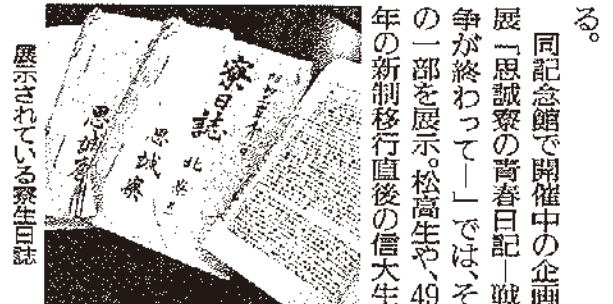 る。
同記念館で開催中の企画
展「思誠寮の青春日記―戦
争が終わって―」では、そ
の一部を展示。松高生や、49
年の新制移行直後の信大生
寮日誌
思誠寮
思誠寮
展示されている寮生日誌